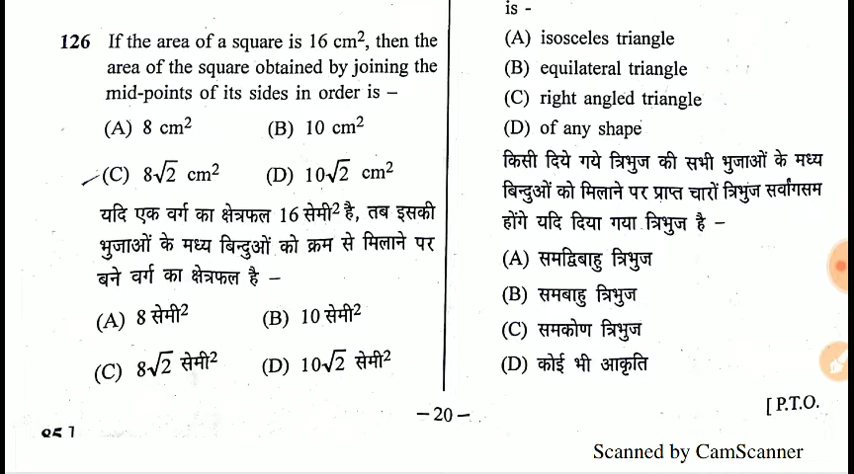 126 If the area of a square is 16 cm², then the
area of the square obtained by joining the
mid-points of its sides in order is –
(A) 8 cm² (B) 10 cm²
(C) 8√2 cm² (D) 10√2 cm²
यदि एक वर्ग का क्षेत्रफल 16 सेमी² है, तब इसकी
भुजाओं के मध्य बिन्दुओं को क्रम से मिलाने पर
बने वर्ग का क्षेत्रफल है –
(A) 8 सेमी² (B) 10 सेमी²
(C) 8√2 सेमी² (D) 10√2 सेमी²
is -
(A) isosceles triangle
(B) equilateral triangle
(C) right angled triangle
(D) of any shape
किसी दिये गये त्रिभुज की सभी भुजाओं के मध्य
बिन्दुओं को मिलाने पर प्राप्त चारों त्रिभुज सर्वांगसम
होंगे यदि दिया गया त्रिभुज है –
(A) समद्विबाहु त्रिभुज
(B) समबाहु त्रिभुज
(C) समकोण त्रिभुज
(D) कोई भी आकृति
– 20 –
[ P.T.O.
Scanned by CamScanner